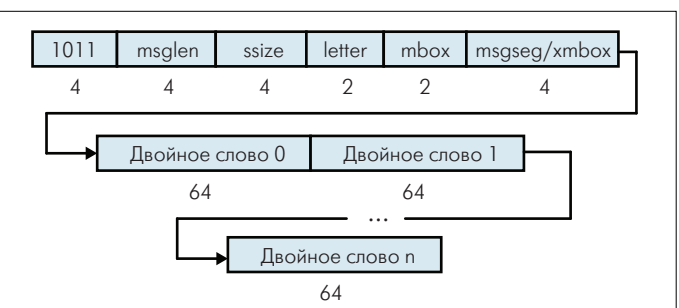 1011 msglen ssize letter mbox msgseg/xmbox
4 4 4 2 2 4
Двойное слово 0 Двойное слово 1
64 64
...
Двойное слово n
64